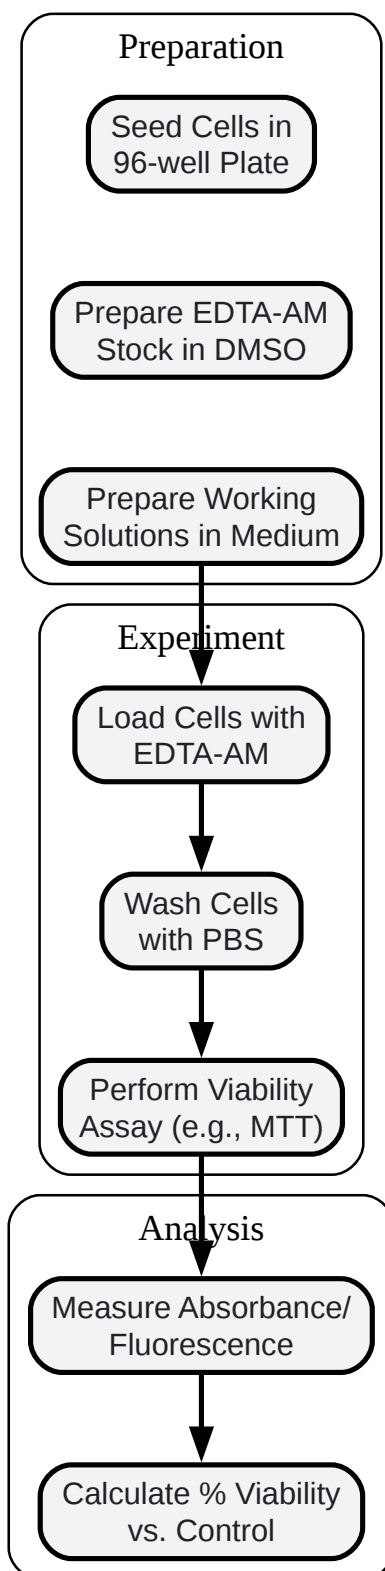 Preparation
Seed Cells in
96-well Plate
Prepare EDTA-AM
Stock in DMSO
Prepare Working
Solutions in Medium
Experiment
Load Cells with
EDTA-AM
Wash Cells
with PBS
Perform Viability
Assay (e.g., MTT)
Analysis
Measure Absorbance/
Fluorescence
Calculate % Viability
vs. Control